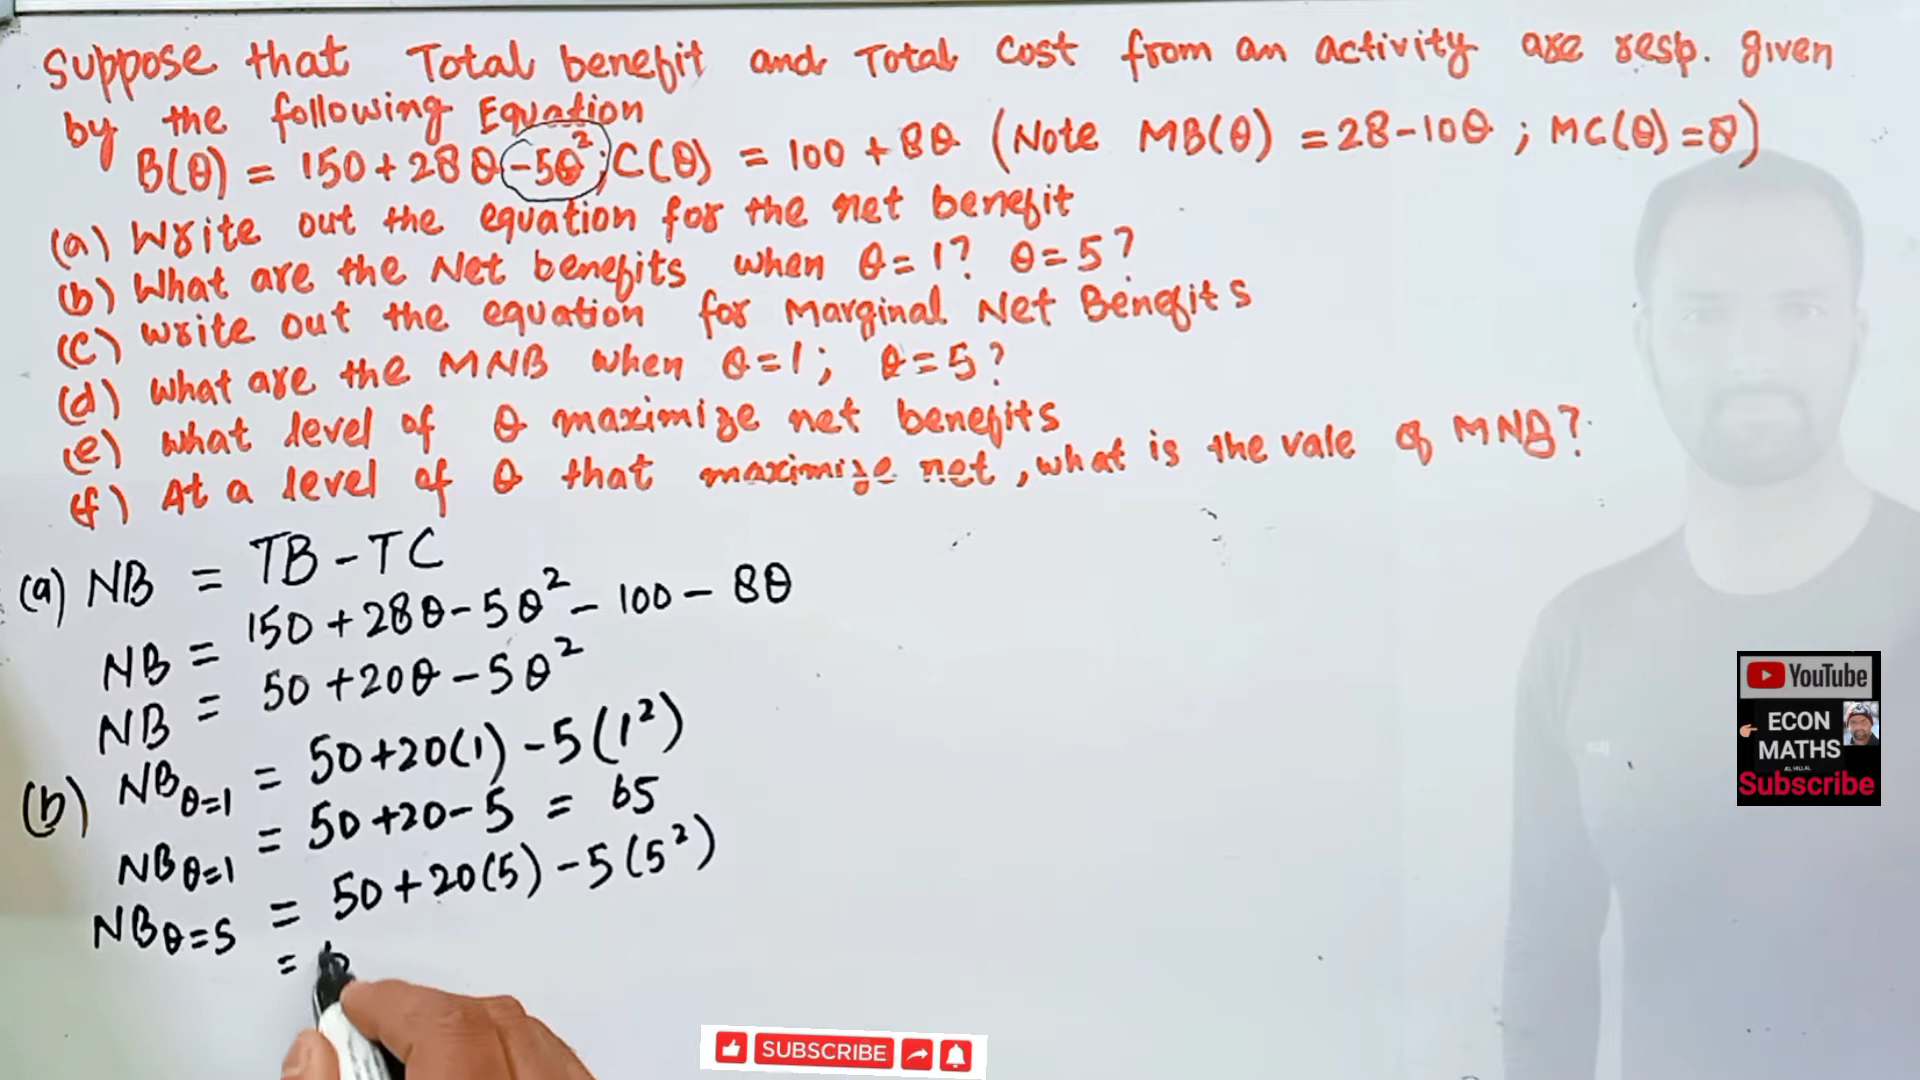 Suppose that Total benefit and Total Cost from an activity are resp. given
by the following Equation
B(θ) = 150 + 28θ - 5θ²; C(θ) = 100 + 8θ (Note MB(θ) = 28 - 10θ ; MC(θ) = 8)
(a) Write out the equation for the net benefit
(b) What are the Net benefits when θ = 1? θ = 5?
(c) Write out the equation for Marginal Net Benefits
(d) What are the MNB when θ = 1; θ = 5?
(e) What level of θ maximize net benefits
(f) At a level of θ that maximize net, what is the vale of MNB?
(a) NB = TB - TC
NB = 150 + 28θ - 5θ² - 100 - 8θ
NB = 50 + 20θ - 5θ²
(b) NBθ=1 = 50 + 20(1) - 5(1²)
NBθ=1 = 50 + 20 - 5 = 65
NBθ=5 = 50 + 20(5) - 5(5²)
=
YouTube
ECON
MATHS
Subscribe
SUBSCRIBE